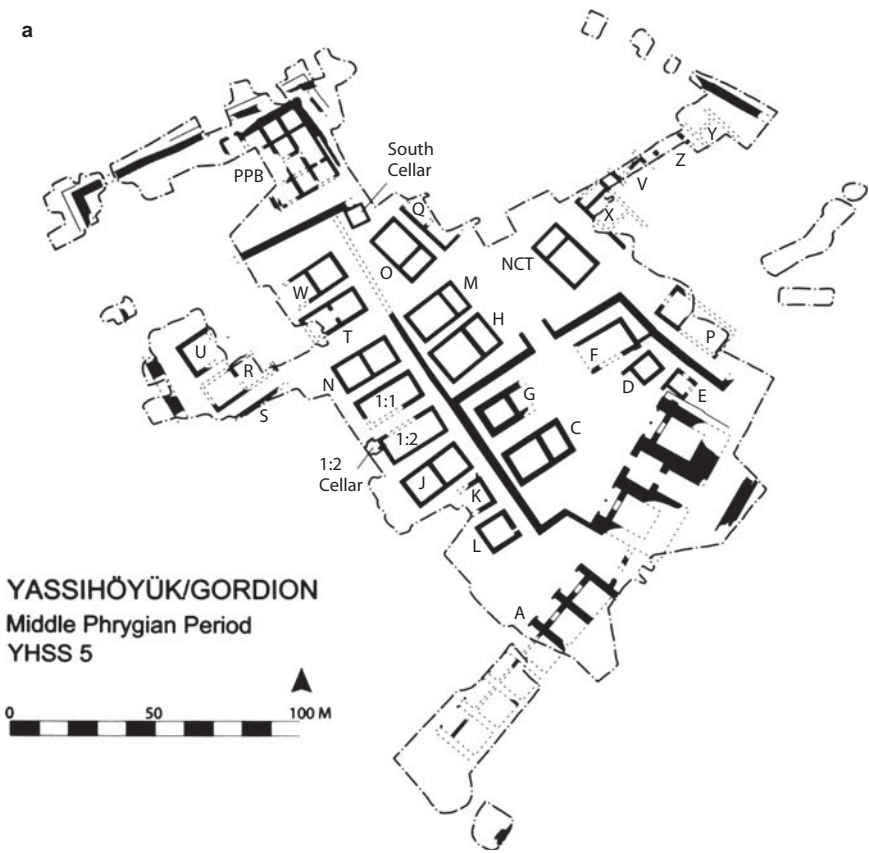 a
South
Cellar
PPB
Y
Z
V
X
Q
O
NCT
M
W
H
T
P
F
U
R
N
D
E
G
S
1:1
C
1:2
1:2
Cellar
J
K
L
A
YASSIHÖYÜK/GORDION
Middle Phrygian Period
YHSS 5
0 50 100 M